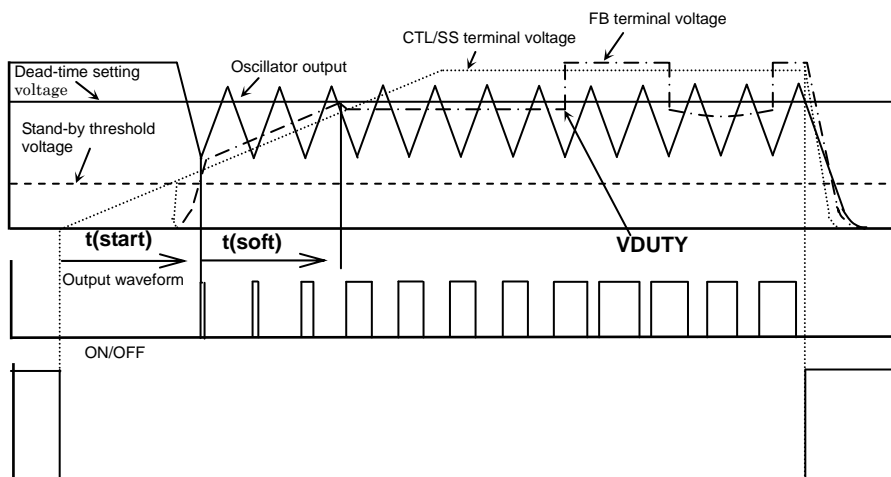 FB terminal voltage
CTL/SS terminal voltage
Dead-time setting
voltage
Oscillator output
Stand-by threshold
voltage
t(start)
t(soft)
VDUTY
Output waveform
ON/OFF